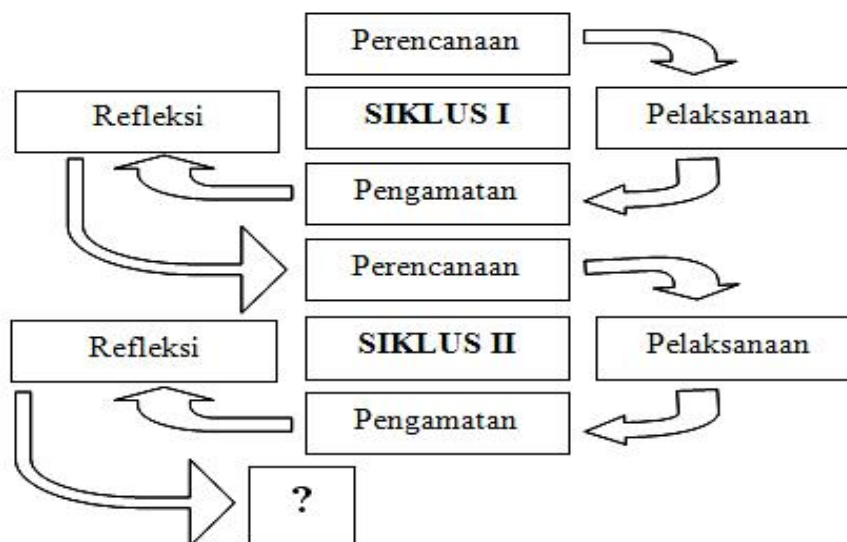 Perencanaan
Refleksi
SIKLUS I
Pelaksanaan
Pengamatan
Perencanaan
Refleksi
SIKLUS II
Pelaksanaan
Pengamatan
?